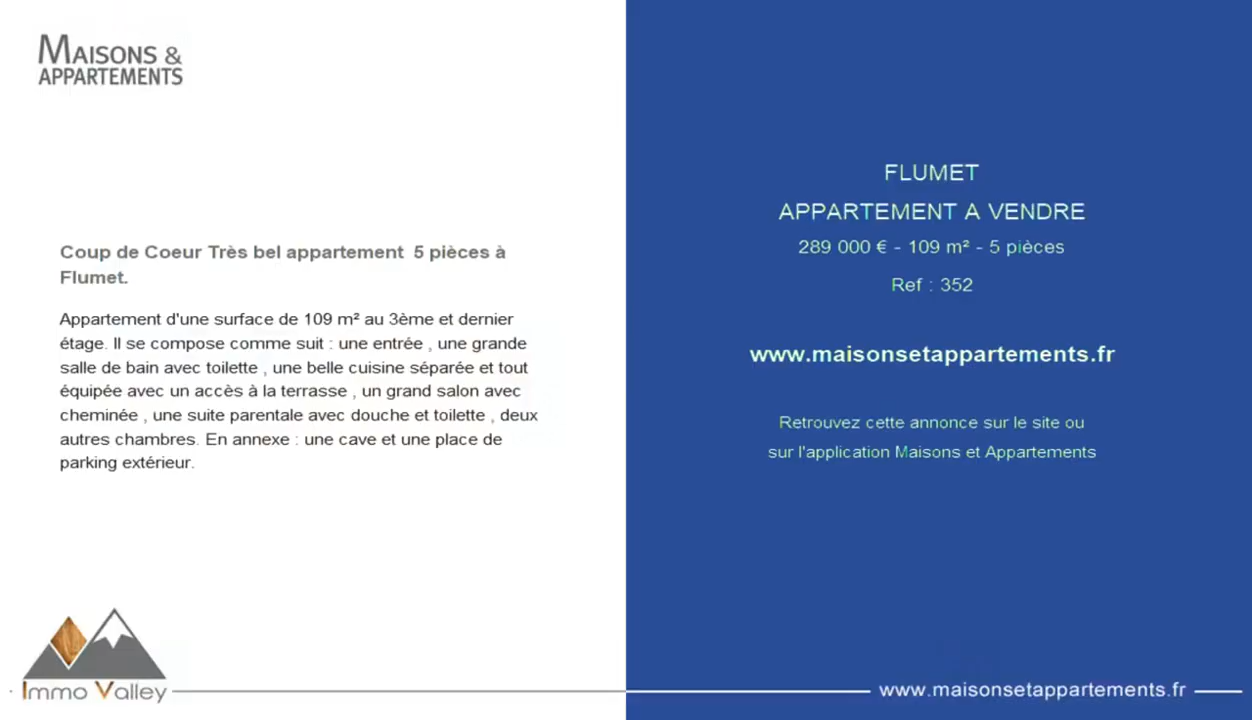 MAISONS &
APPARTEMENTS
Coup de Coeur Très bel appartement  5 pièces à
Flumet.
Appartement d'une surface de 109 m² au 3ème et dernier
étage. Il se compose comme suit : une entrée , une grande
salle de bain avec toilette , une belle cuisine séparée et tout
équipée avec un accès à la terrasse , un grand salon avec
cheminée , une suite parentale avec douche et toilette , deux
autres chambres. En annexe : une cave et une place de
parking extérieur.
Immo Valley
FLUMET
APPARTEMENT A VENDRE
289 000 € - 109 m² - 5 pièces
Ref : 352
www.maisonsetappartements.fr
Retrouvez cette annonce sur le site ou
sur l'application Maisons et Appartements
www.maisonsetappartements.fr